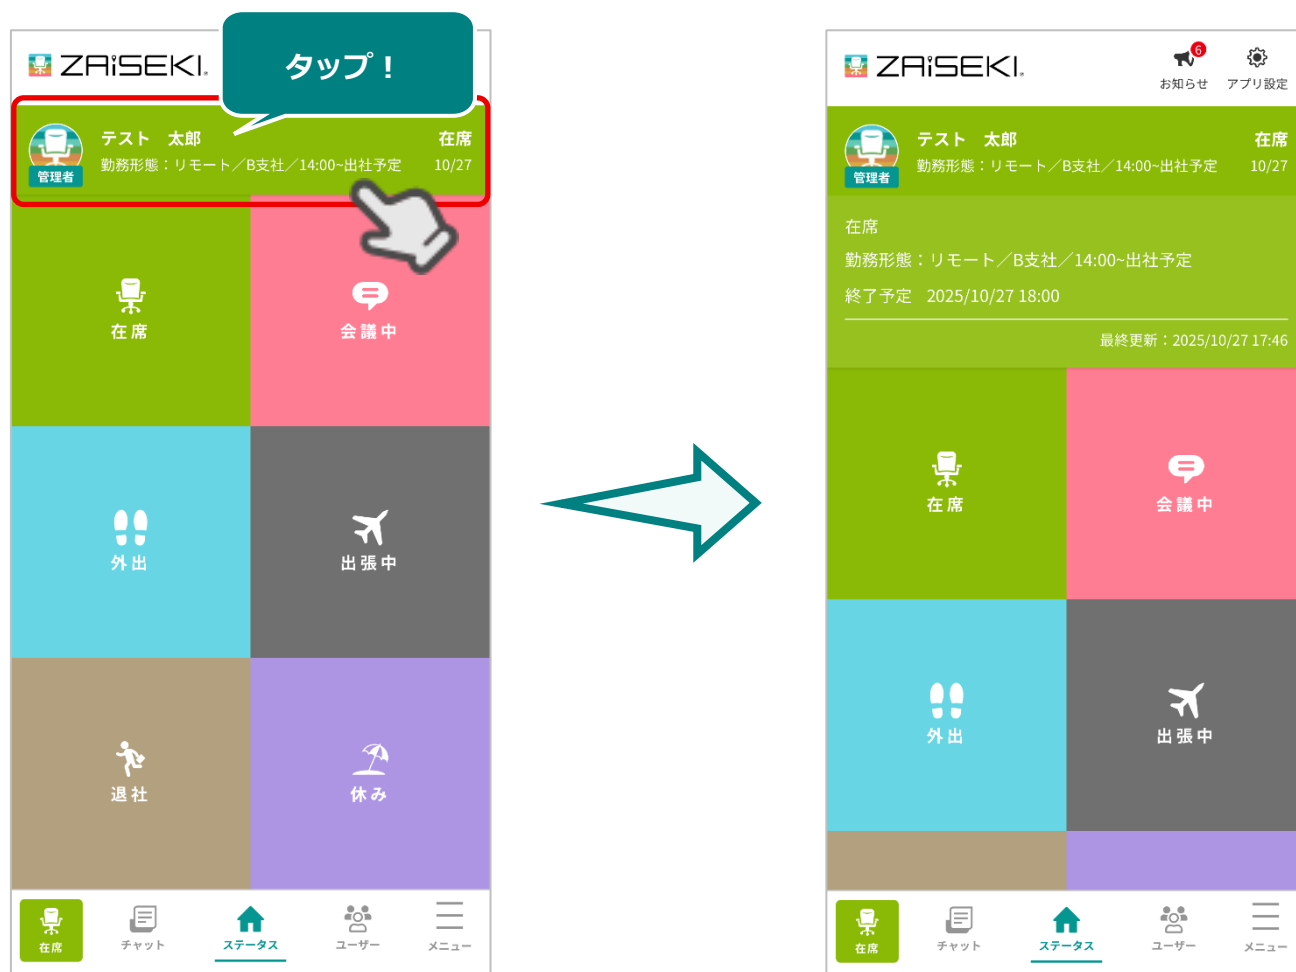 ZAiSEKI.
タップ！
テスト　太郎
在席
勤務形態：リモート／B支社／14:00~出社予定
10/27
管理者
在席
会議中
外出
出張中
退社
休み
在席
チャット
ステータス
ユーザー
メニュー
ZAiSEKI.
6
お知らせ
アプリ設定
テスト　太郎
在席
勤務形態：リモート／B支社／14:00~出社予定
10/27
管理者
在席
勤務形態：リモート／B支社／14:00~出社予定
終了予定　2025/10/27 18:00
最終更新：2025/10/27 17:46
在席
会議中
外出
出張中
在席
チャット
ステータス
ユーザー
メニュー